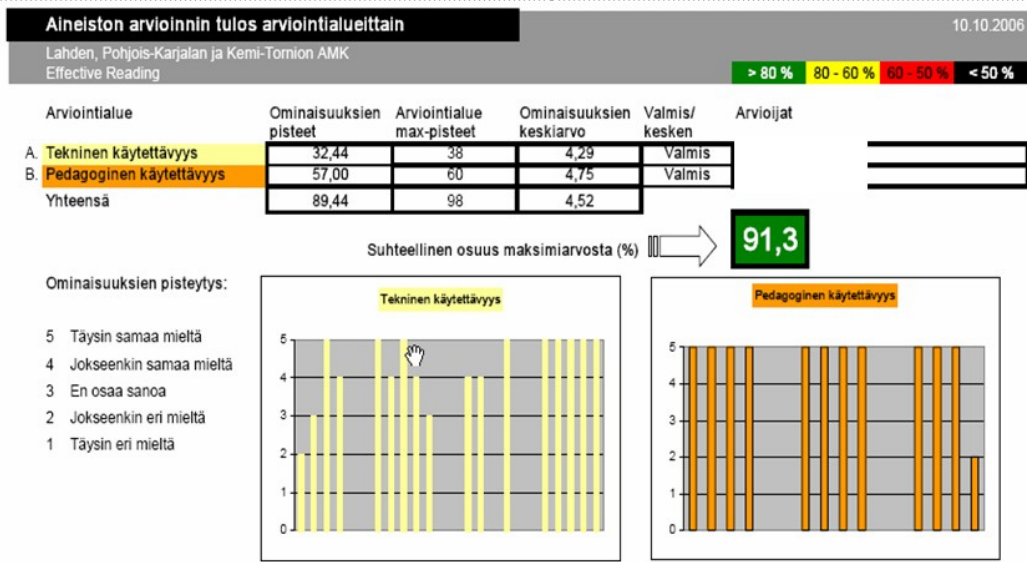 Aineiston arvioinnin tulos arviointialueittain
10.10.2006
Lahden, Pohjois-Karjalan ja Kemi-Tornion AMK
Effective Reading
> 80 % 80 - 60 % 60 - 50 % < 50 %
Arviointialue Ominaisuuksien pisteet Arviointialue max-pisteet Ominaisuuksien keskiarvo Valmis/ kesken Arvioijat
A. Tekninen käytettävyys 32,44 38 4,29 Valmis
B. Pedagoginen käytettävyys 57,00 60 4,75 Valmis
Yhteensä 89,44 98 4,52
Suhteellinen osuus maksimiarvosta (%) 91,3
Ominaisuuksien pisteytys:
5 Täysin samaa mieltä
4 Jokseenkin samaa mieltä
3 En osaa sanoa
2 Jokseenkin eri mieltä
1 Täysin eri mieltä
Tekninen käytettävyys
5
4
3
2
1
0
Pedagoginen käytettävyys
5
4
3
2
1
0